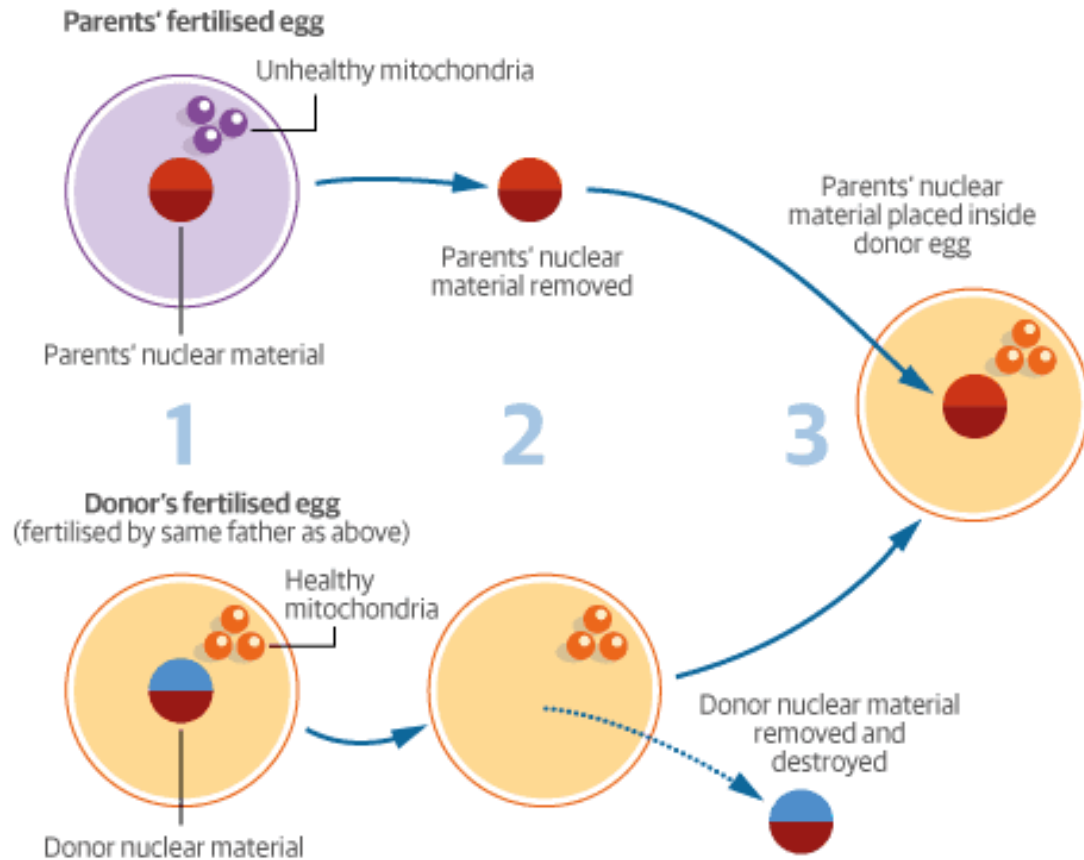 Parents' fertilised egg
Unhealthy mitochondria
Parents' nuclear material
Parents' nuclear
material removed
Parents' nuclear
material placed inside
donor egg
1
2
3
Donor's fertilised egg
(fertilised by same father as above)
Healthy
mitochondria
Donor nuclear material
Donor nuclear material
removed and
destroyed